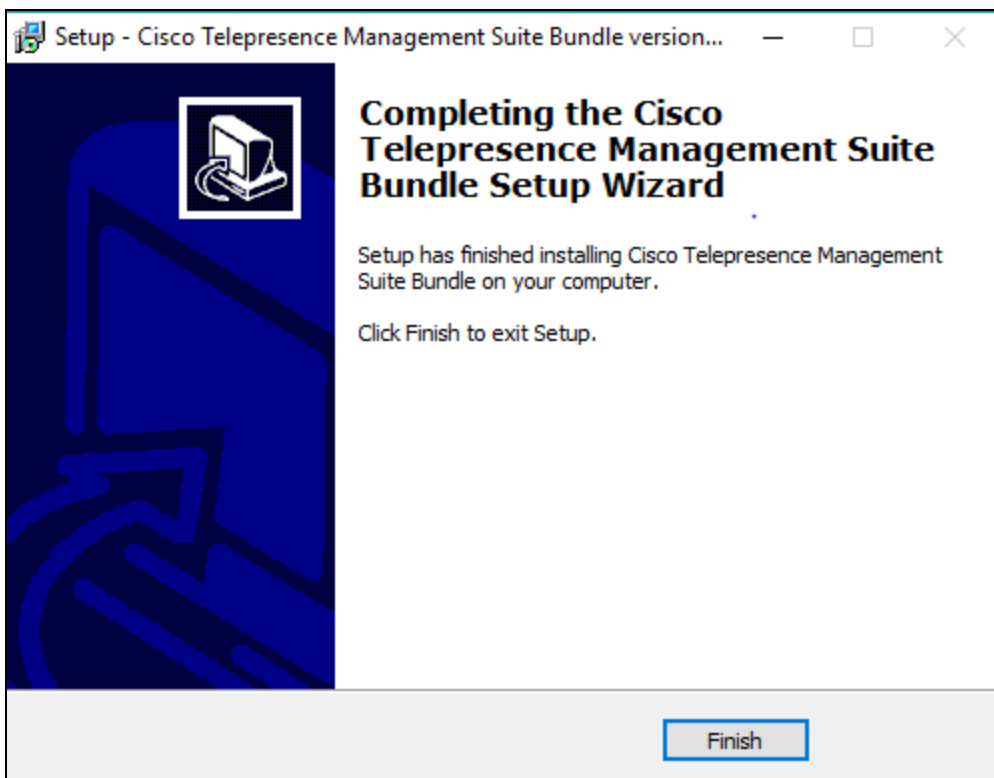 Setup - Cisco Telepresence Management Suite Bundle version...
Completing the Cisco
Telepresence Management Suite
Bundle Setup Wizard
Setup has finished installing Cisco Telepresence Management
Suite Bundle on your computer.
Click Finish to exit Setup.
Finish